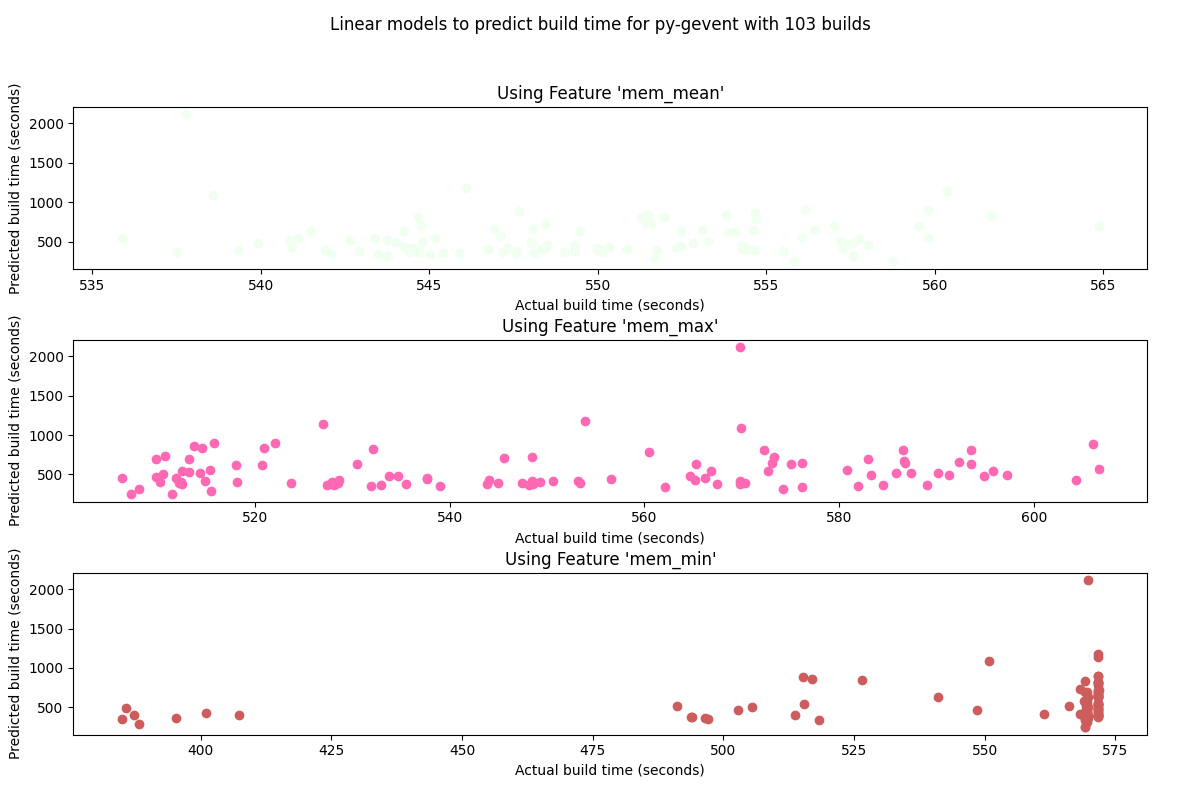 Linear models to predict build time for py-gevent with 103 builds
Using Feature 'mem_mean'
Predicted build time (seconds)
2000
1500
1000
500
535 540 545 550 555 560 565
Actual build time (seconds)
Using Feature 'mem_max'
Predicted build time (seconds)
2000
1500
1000
500
520 540 560 580 600
Actual build time (seconds)
Using Feature 'mem_min'
Predicted build time (seconds)
2000
1500
1000
500
400 425 450 475 500 525 550 575
Actual build time (seconds)